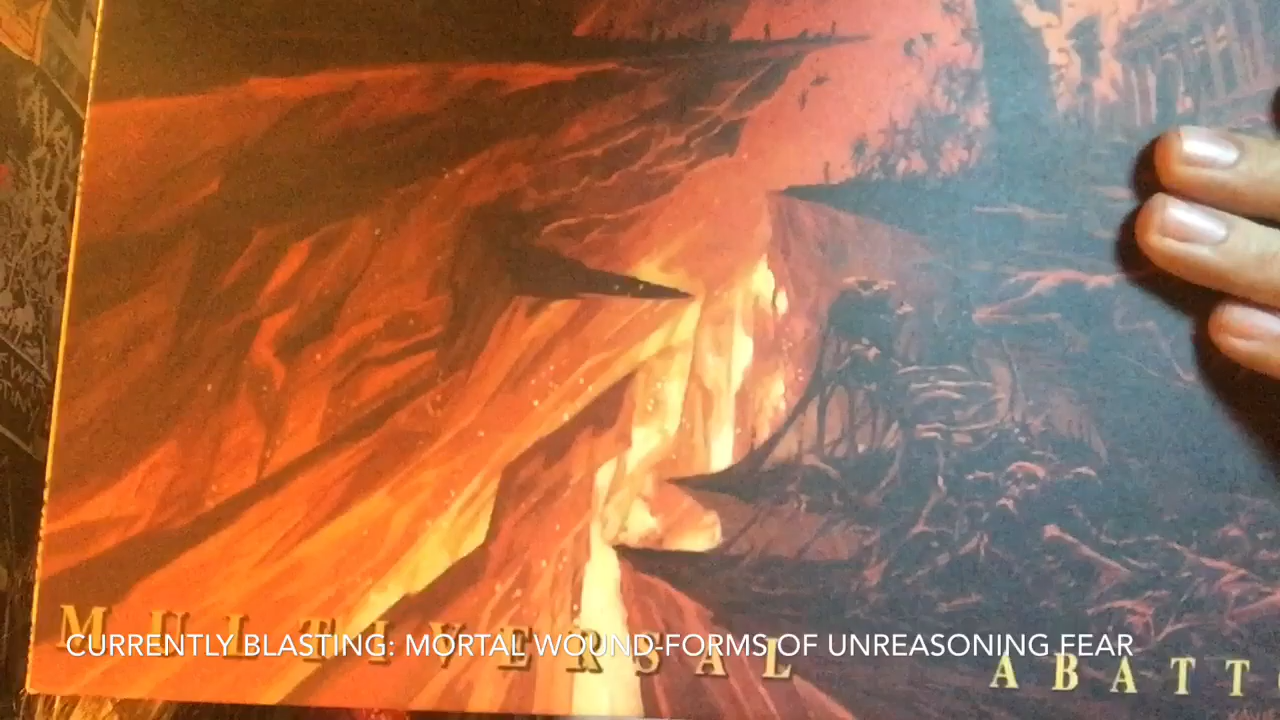 CURRENTLY BLASTING: MORTAL WOUND-FORMS OF UNREASONING FEAR
MULTIVERSAL ABATT